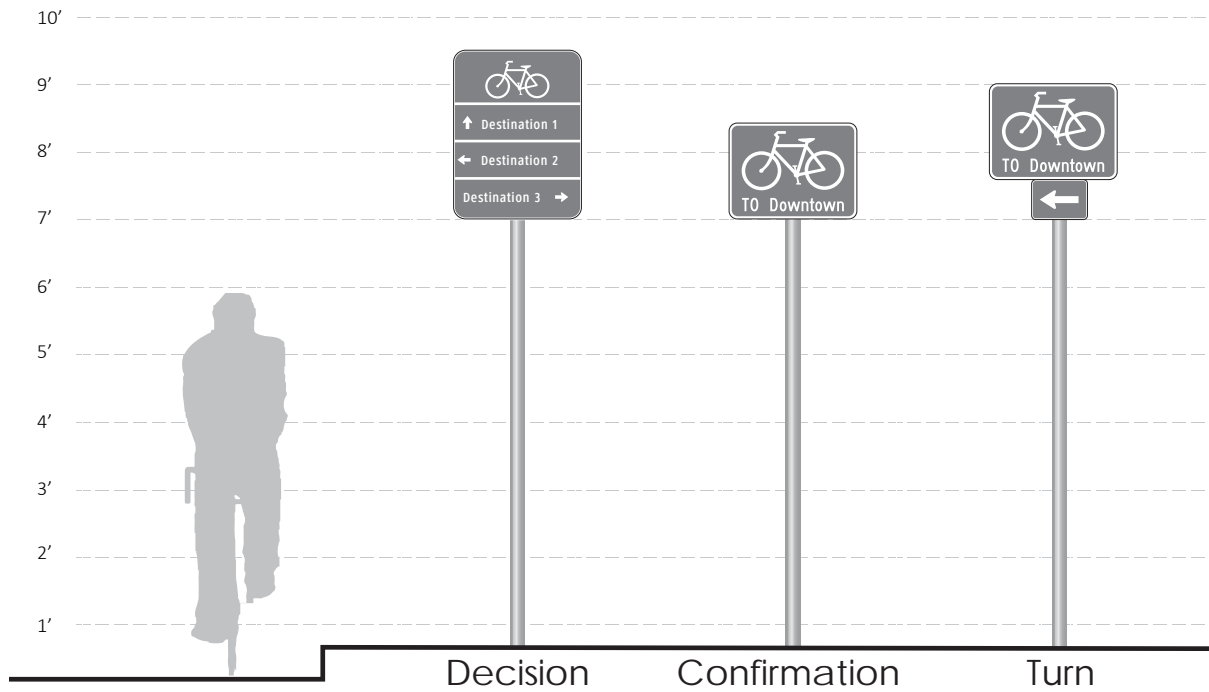 10’
9’
8’
7’
6’
5’
4’
3’
2’
1’
Destination 1
Destination 2
Destination 3
TO Downtown
TO Downtown
Decision
Confirmation
Turn